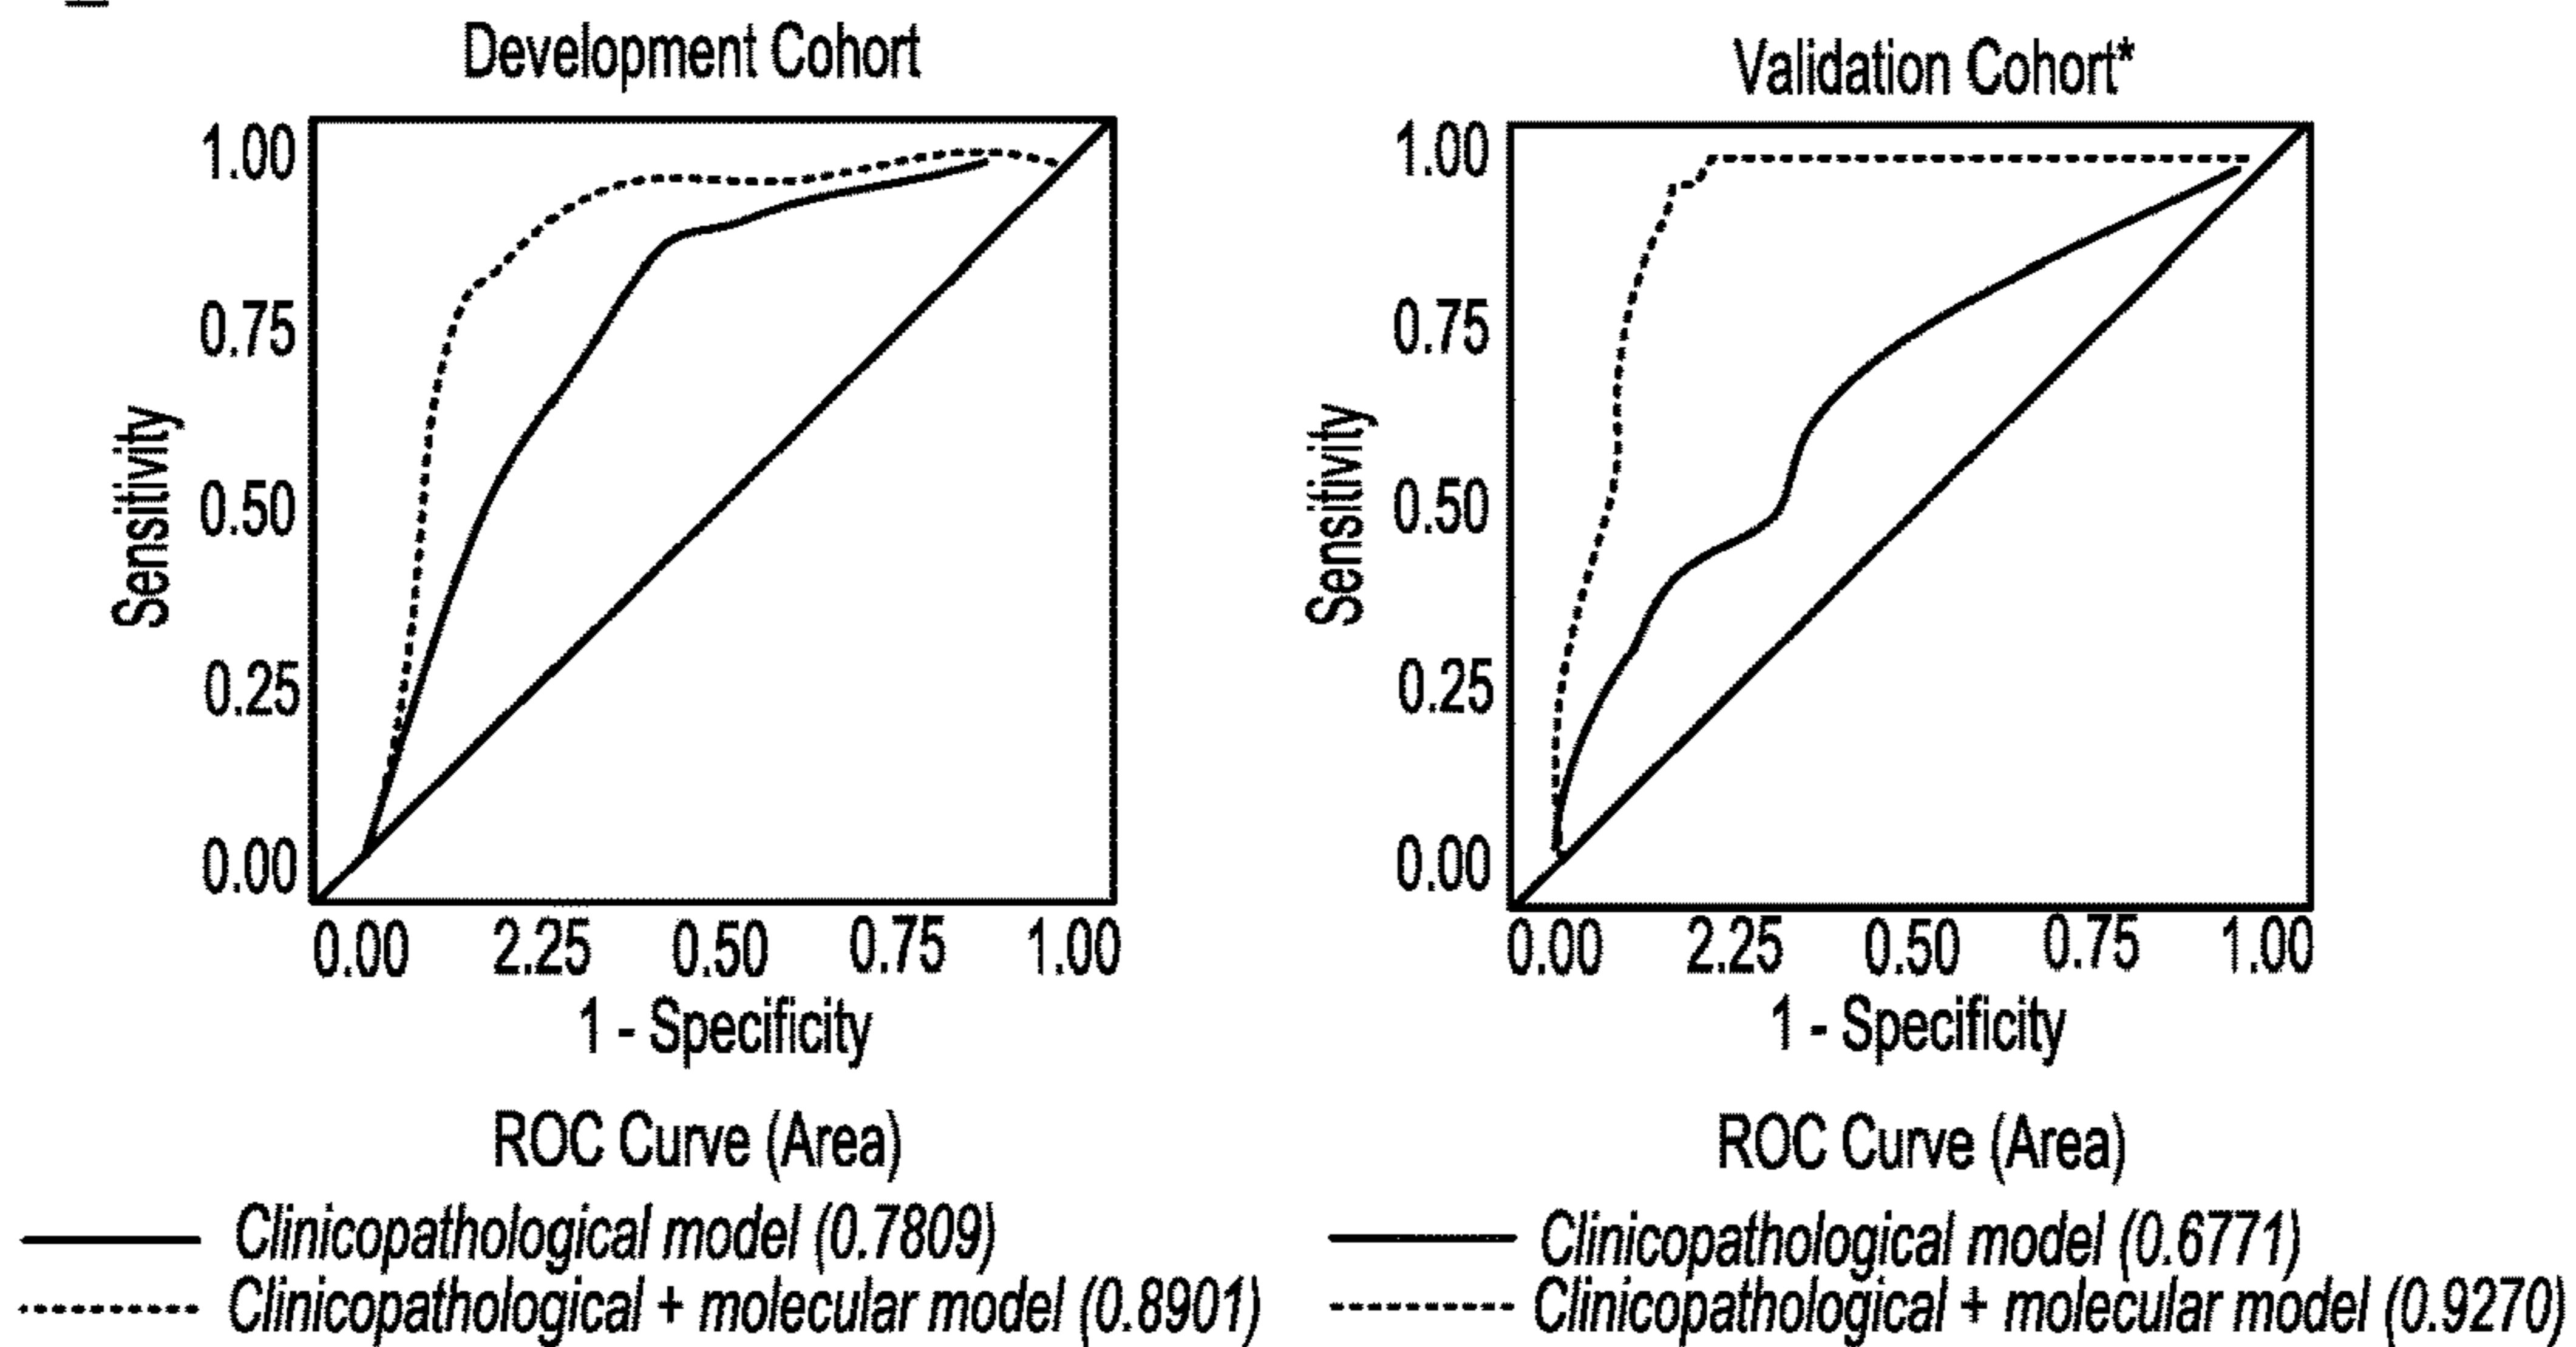 Development Cohort
1.00
0.75
0.50
0.25
0.00
Sensitivity
0.00 2.25 0.50 0.75 1.00
1 - Specificity
ROC Curve (Area)
Clinicopathological model (0.7809)
Clinicopathological + molecular model (0.8901)
Validation Cohort*
1.00
0.75
0.50
0.25
0.00
Sensitivity
0.00 2.25 0.50 0.75 1.00
1 - Specificity
ROC Curve (Area)
Clinicopathological model (0.6771)
Clinicopathological + molecular model (0.9270)